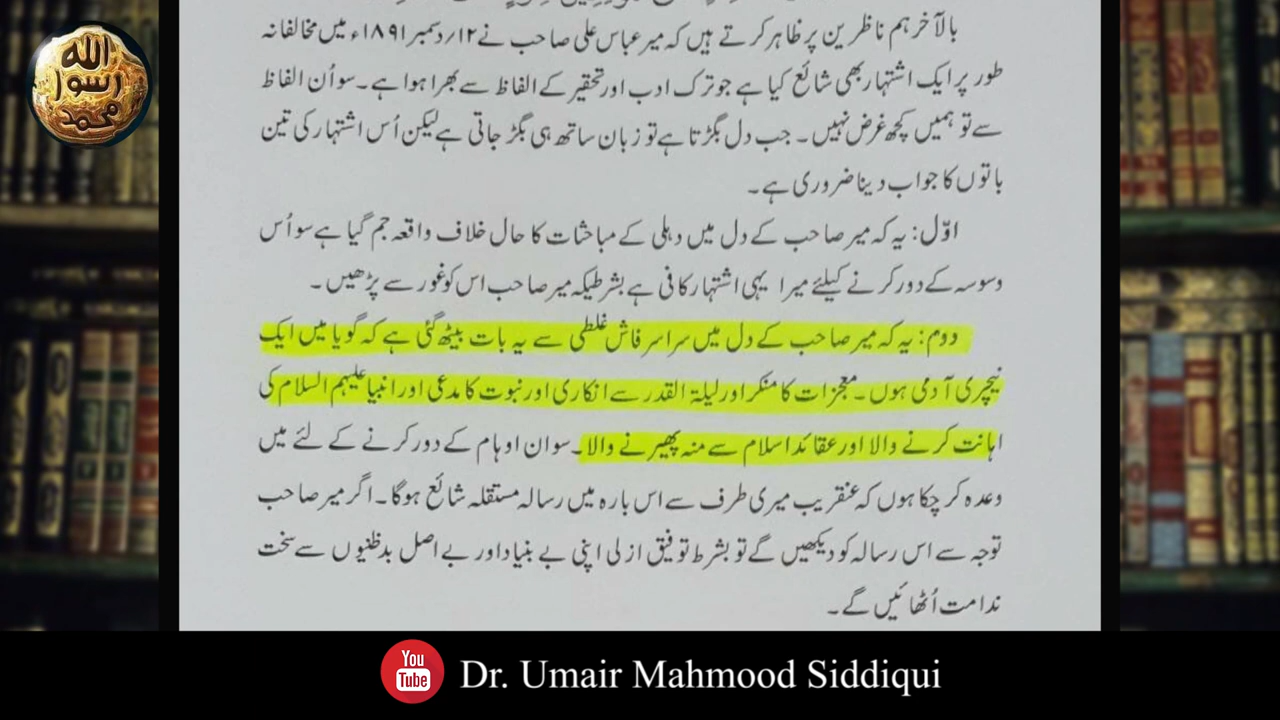 بالآخر ہم ناظرین پر ظاہر کرتے ہیں کہ میر عباس علی صاحب نے ۱۲؍دسمبر ۱۸۹۱ء میں مخالفانہ
طور پر ایک اشتہار بھی شائع کیا ہے جو ترک ادب اور تحقیر کے الفاظ سے بھرا ہوا ہے۔ سو اُن الفاظ
سے تو ہمیں کچھ غرض نہیں۔ جب دل بگڑتا ہے تو زبان ساتھ ہی بگڑ جاتی ہے لیکن اُس اشتہار کی تین
باتوں کا جواب دینا ضروری ہے۔
اوّل: یہ کہ میر صاحب کے دل میں دہلی کے مباحثات کا حال خلاف واقعہ جم گیا ہے سو اُس
وسوسہ کے دور کرنے کیلئے میرا یہی اشتہار کافی ہے بشرطیکہ میر صاحب اس کو غور سے پڑھیں۔
دوم: یہ کہ میر صاحب کے دل میں سراسر فاش غلطی سے یہ بات بیٹھ گئی ہے کہ گویا میں ایک
نیچری آدمی ہوں۔ معجزات کا منکر اور لیلۃ القدر سے انکاری اور نبوت کا مدعی اور انبیاء علیہم السلام کی
اہانت کرنے والا اور عقائد اسلام سے منہ پھیرنے والا۔ سو ان اوہام کے دور کرنے کے لئے میں
وعدہ کر چکا ہوں کہ عنقریب میری طرف سے اس بارہ میں رسالہ مستقلہ شائع ہوگا۔ اگر میر صاحب
توجہ سے اس رسالہ کو دیکھیں گے تو بشرط توفیق ازلی اپنی بے بنیاد اور بے اصل بدظنیوں سے سخت
ندامت اُٹھائیں گے۔
الله
رسول
محمد
You
Tube
Dr. Umair Mahmood Siddiqui